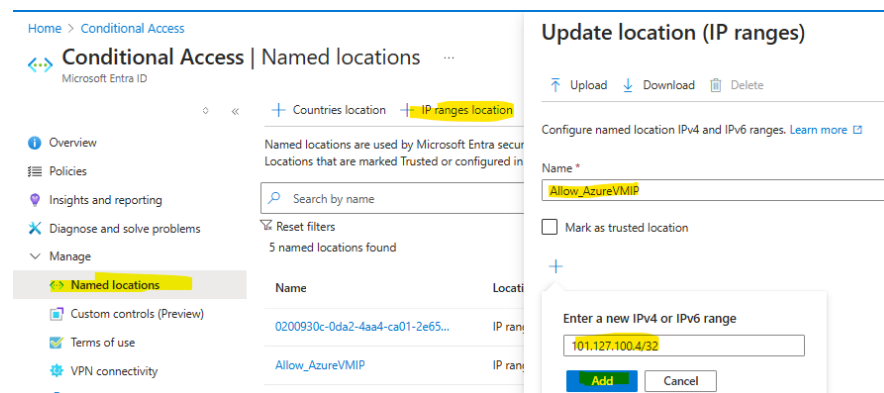 Home > Conditional Access
Conditional Access | Named locations ...
Microsoft Entra ID
Overview
Policies
Insights and reporting
Diagnose and solve problems
Manage
Named locations
Custom controls (Preview)
Terms of use
VPN connectivity
+ Countries location + IP ranges location
Named locations are used by Microsoft Entra secur
Locations that are marked Trusted or configured in
Search by name
Reset filters
5 named locations found
Name Locati
0200930c-0da2-4aa4-ca01-2e65... IP rang
Allow_AzureVMIP IP rang
Update location (IP ranges)
Upload Download Delete
Configure named location IPv4 and IPv6 ranges. Learn more
Name *
Allow_AzureVMIP
Mark as trusted location
+
Enter a new IPv4 or IPv6 range
101.127.100.4/32
Add Cancel